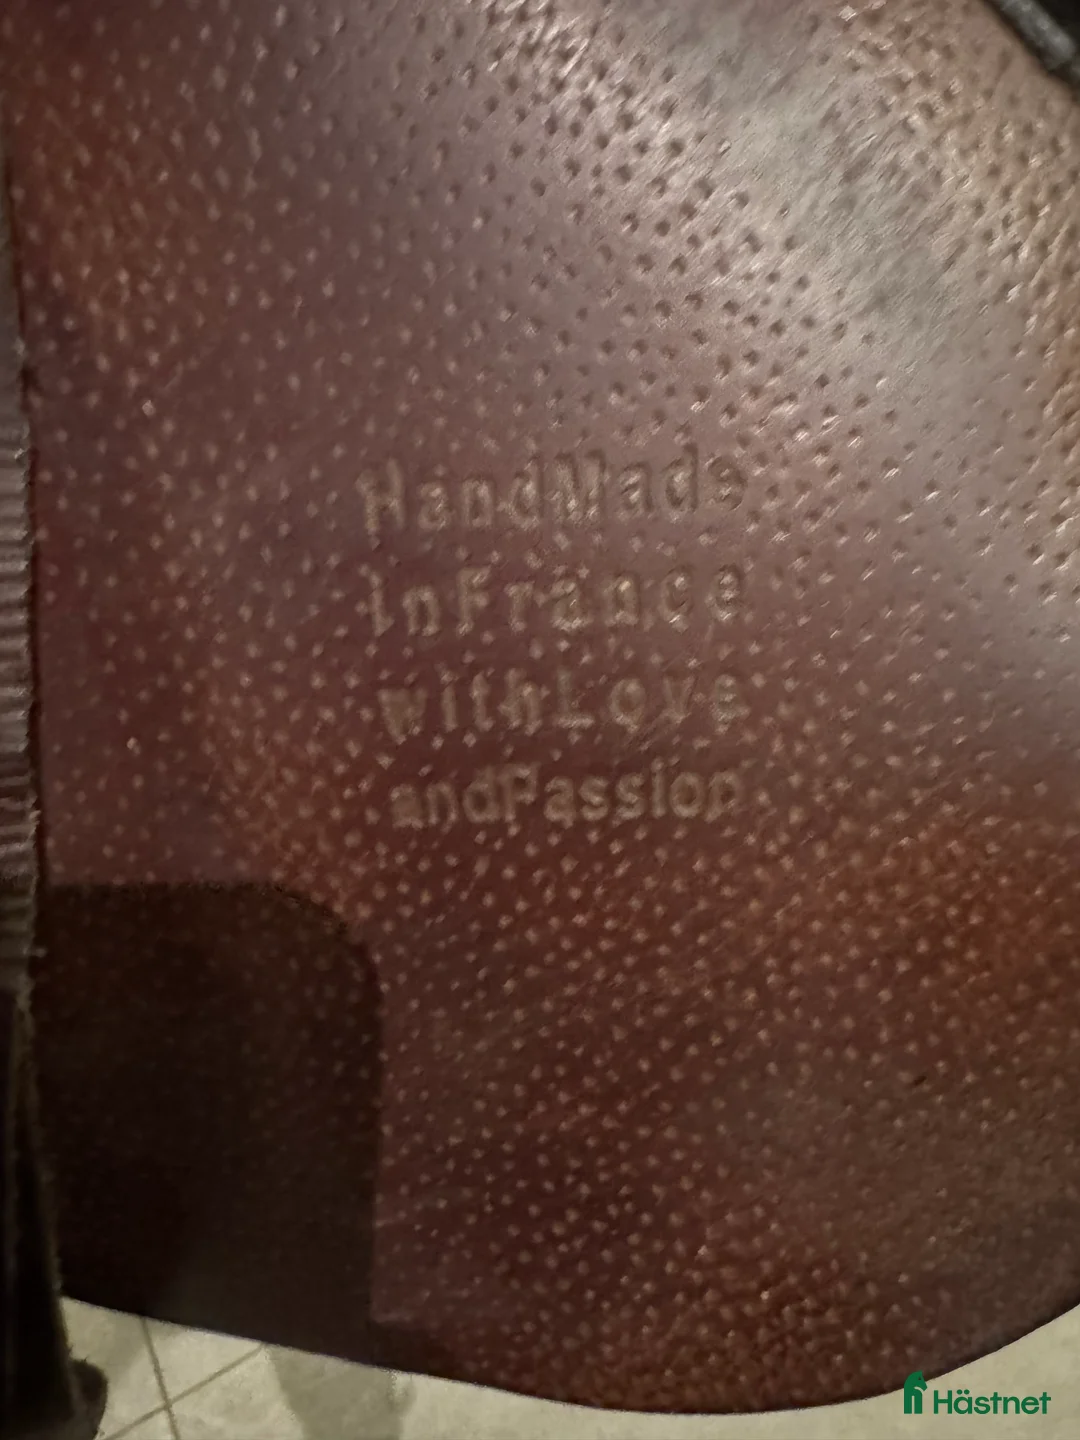 HandMade
inFrance
withLove
andPassion
Hästnet